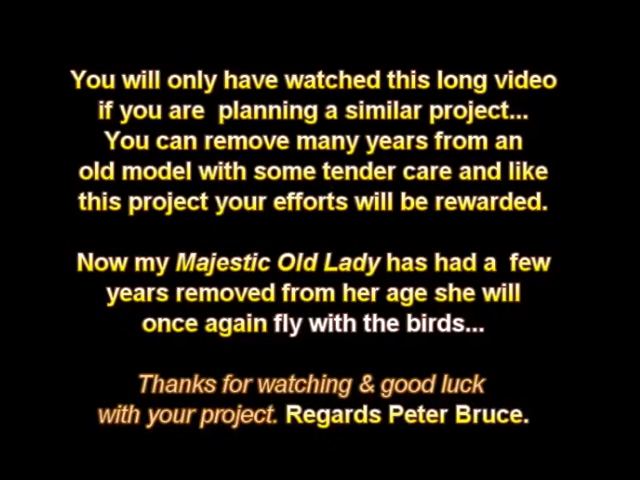 You will only have watched this long video
if you are  planning a similar project...
You can remove many years from an
old model with some tender care and like
this project your efforts will be rewarded.
Now my Majestic Old Lady has had a  few
years removed from her age she will
once again fly with the birds...
Thanks for watching & good luck
with your project. Regards Peter Bruce.